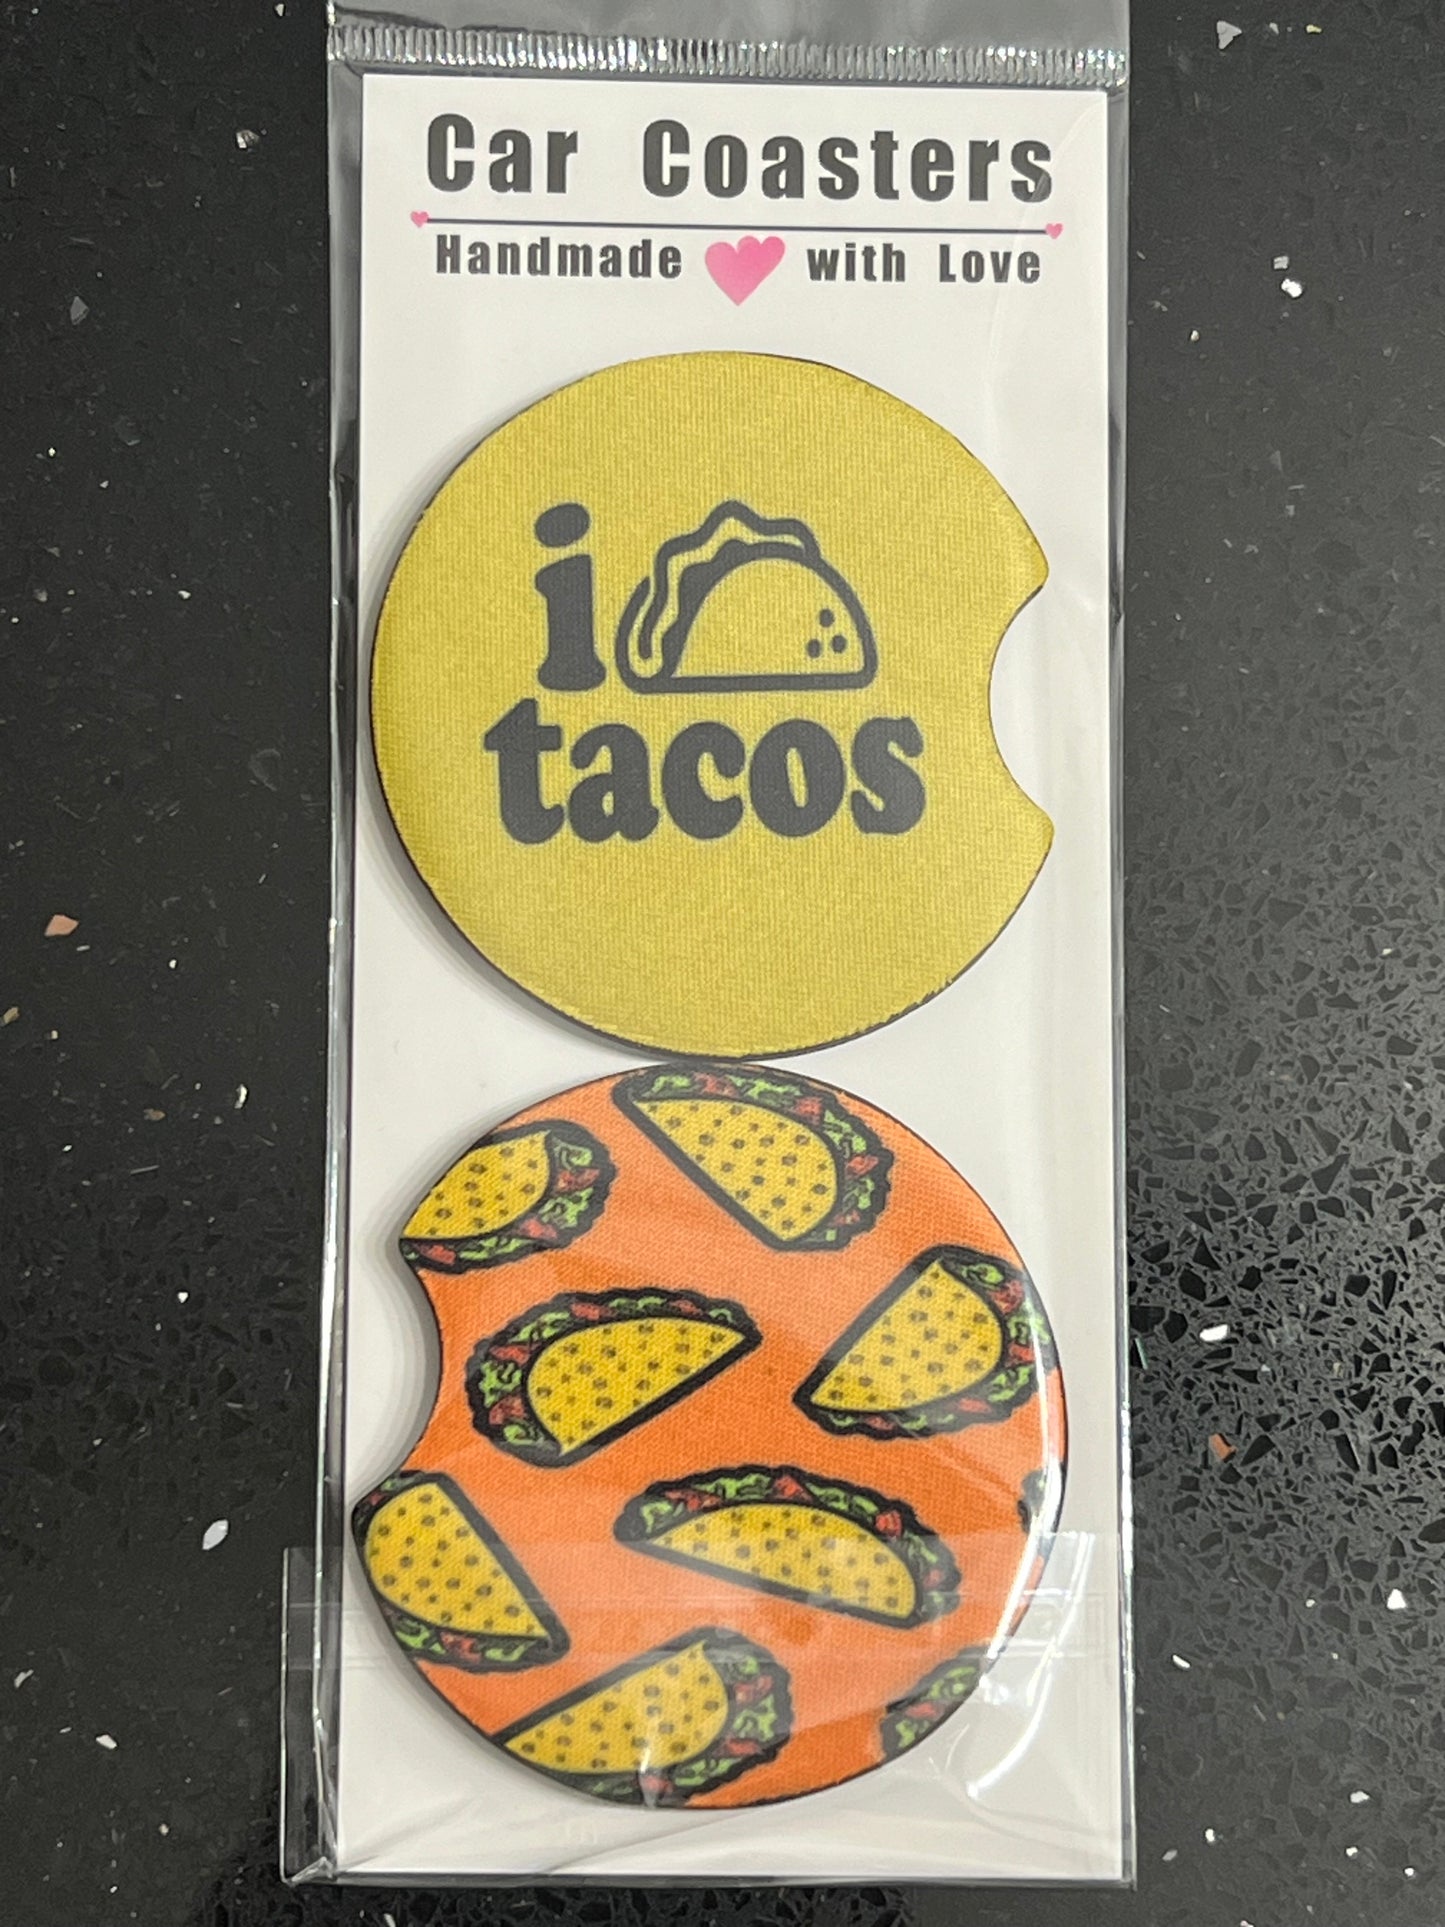 Car Coasters
Handmade with Love
i
tacos